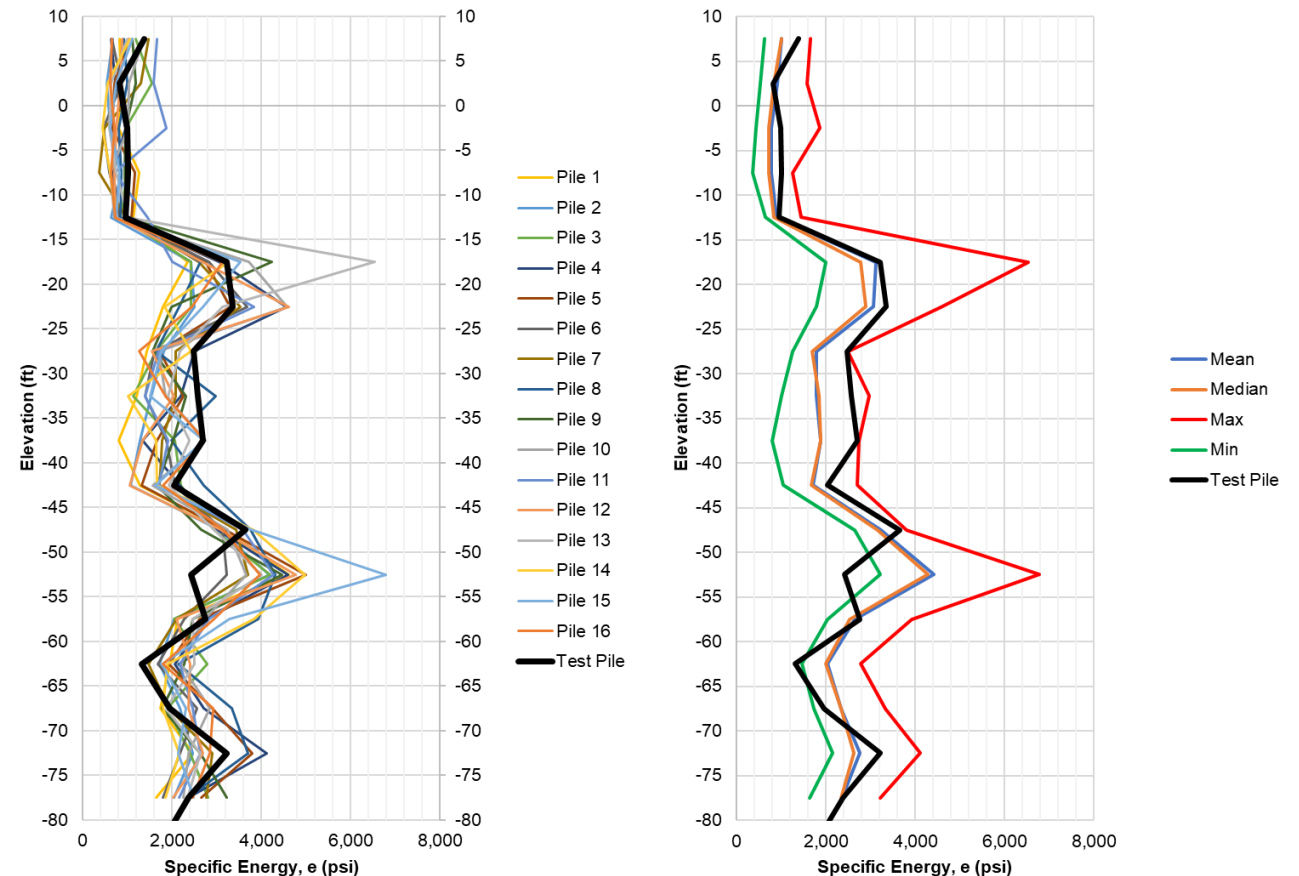 10
5
0
-5
-10
-15
-20
-25
-30
-35
-40
-45
-50
-55
-60
-65
-70
-75
-80
Elevation (ft)
10
5
0
-5
-10
-15
-20
-25
-30
-35
-40
-45
-50
-55
-60
-65
-70
-75
-80
0 2,000 4,000 6,000 8,000
Specific Energy, e (psi)
Pile 1
Pile 2
Pile 3
Pile 4
Pile 5
Pile 6
Pile 7
Pile 8
Pile 9
Pile 10
Pile 11
Pile 12
Pile 13
Pile 14
Pile 15
Pile 16
Test Pile
10
5
0
-5
-10
-15
-20
-25
-30
-35
-40
-45
-50
-55
-60
-65
-70
-75
-80
Elevation (ft)
0 2,000 4,000 6,000 8,000
Specific Energy, e (psi)
Mean
Median
Max
Min
Test Pile